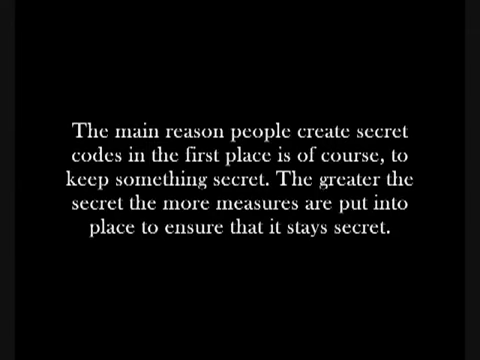 The main reason people create secret
codes in the first place is of course, to
keep something secret. The greater the
secret the more measures are put into
place to ensure that it stays secret.